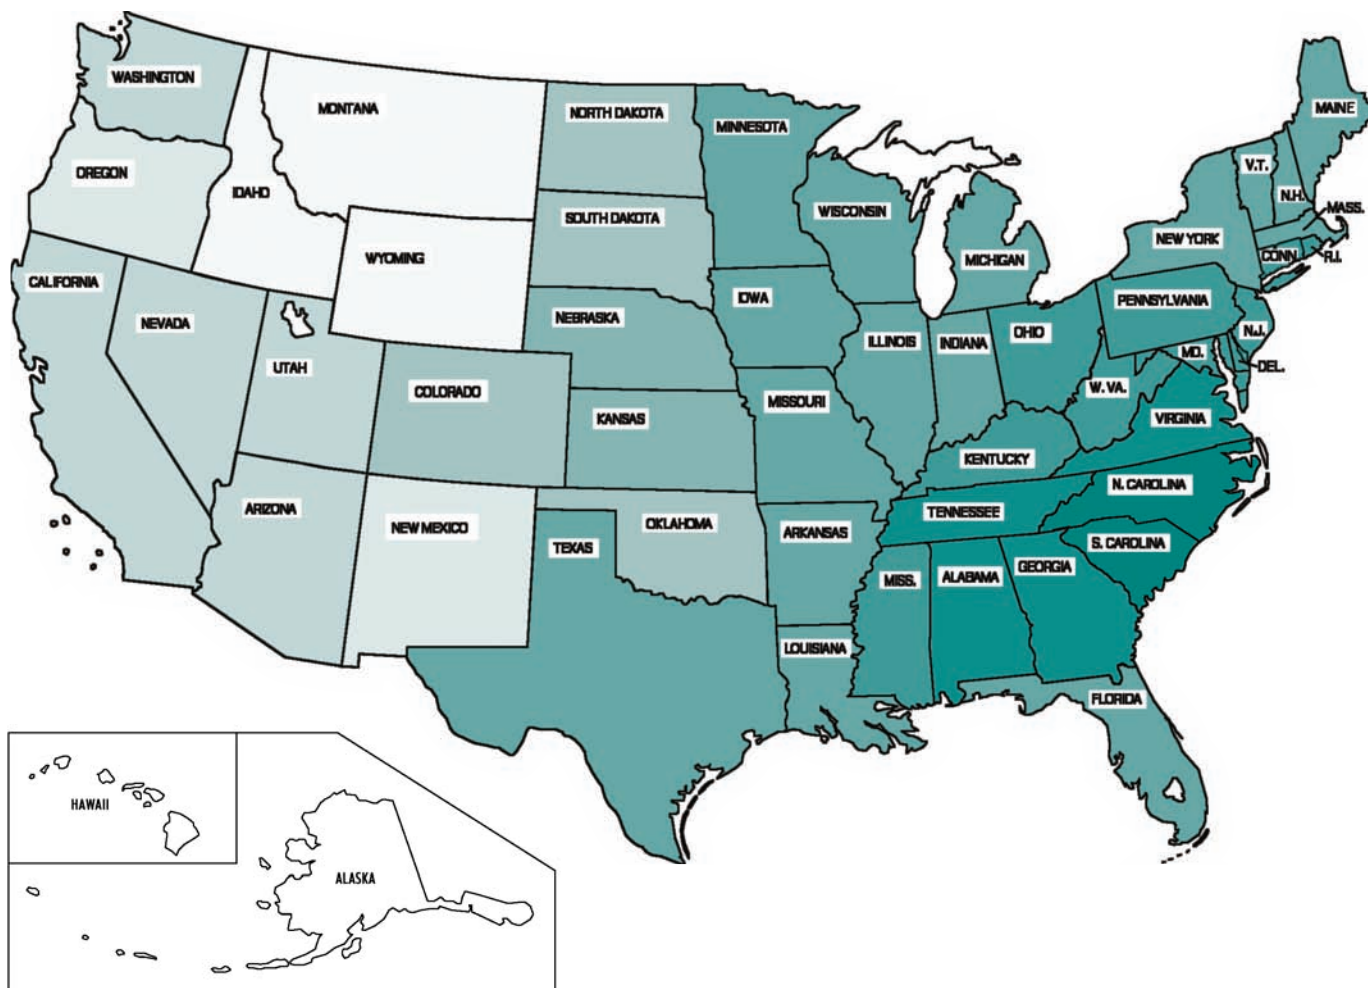 WASHINGTON
MONTANA
NORTH DAKOTA
MINNESOTA
MAINE
OREGON
IDAHO
V.T.
N.H.
MASS.
SOUTH DAKOTA
WISCONSIN
NEW YORK
WYOMING
MICHIGAN
CONN.
R.I.
CALIFORNIA
IOWA
PENNSYLVANIA
NEVADA
NEBRASKA
ILLINOIS
INDIANA
OHIO
N.J.
UTAH
MD.
DEL.
COLORADO
MISSOURI
W. VA.
KANSAS
VIRGINIA
KENTUCKY
N. CAROLINA
ARIZONA
NEW MEXICO
OKLAHOMA
TENNESSEE
ARKANSAS
S. CAROLINA
TEXAS
MISS.
ALABAMA
GEORGIA
LOUISIANA
FLORIDA
HAWAII
ALASKA